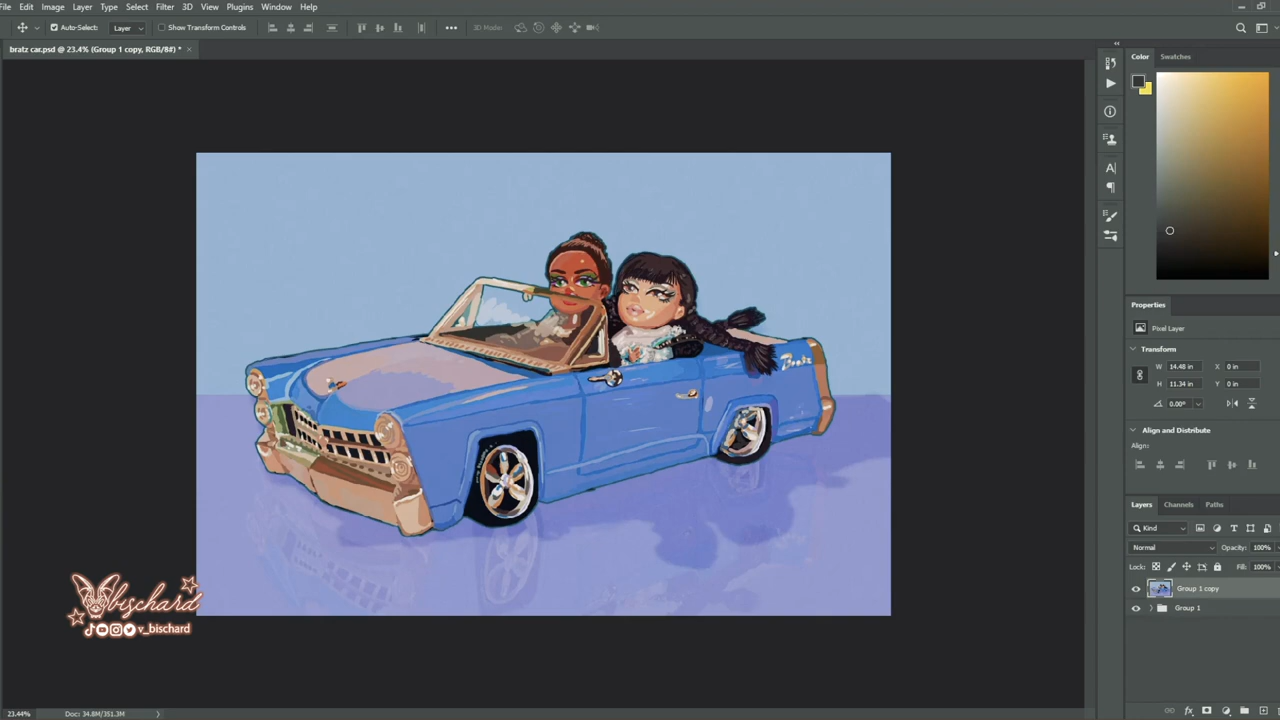 File Edit Image Layer Type Select Filter 3D View Plugins Window Help
Auto-Select: Layer Show Transform Controls 3D Mode:
bratz car.psd @ 23.4% (Group 1 copy, RGB/8#) *
Color Swatches
Properties
Pixel Layer
Transform
W 14.48 in X 0 in
H 11.34 in Y 0 in
0.00°
Align and Distribute
Align:
Layers Channels Paths
Kind
Normal Opacity: 100%
Lock: Fill: 100%
Group 1 copy
Group 1
Bratz
bischard
v_bischard
23.44% Doc: 34.8M/351.3M